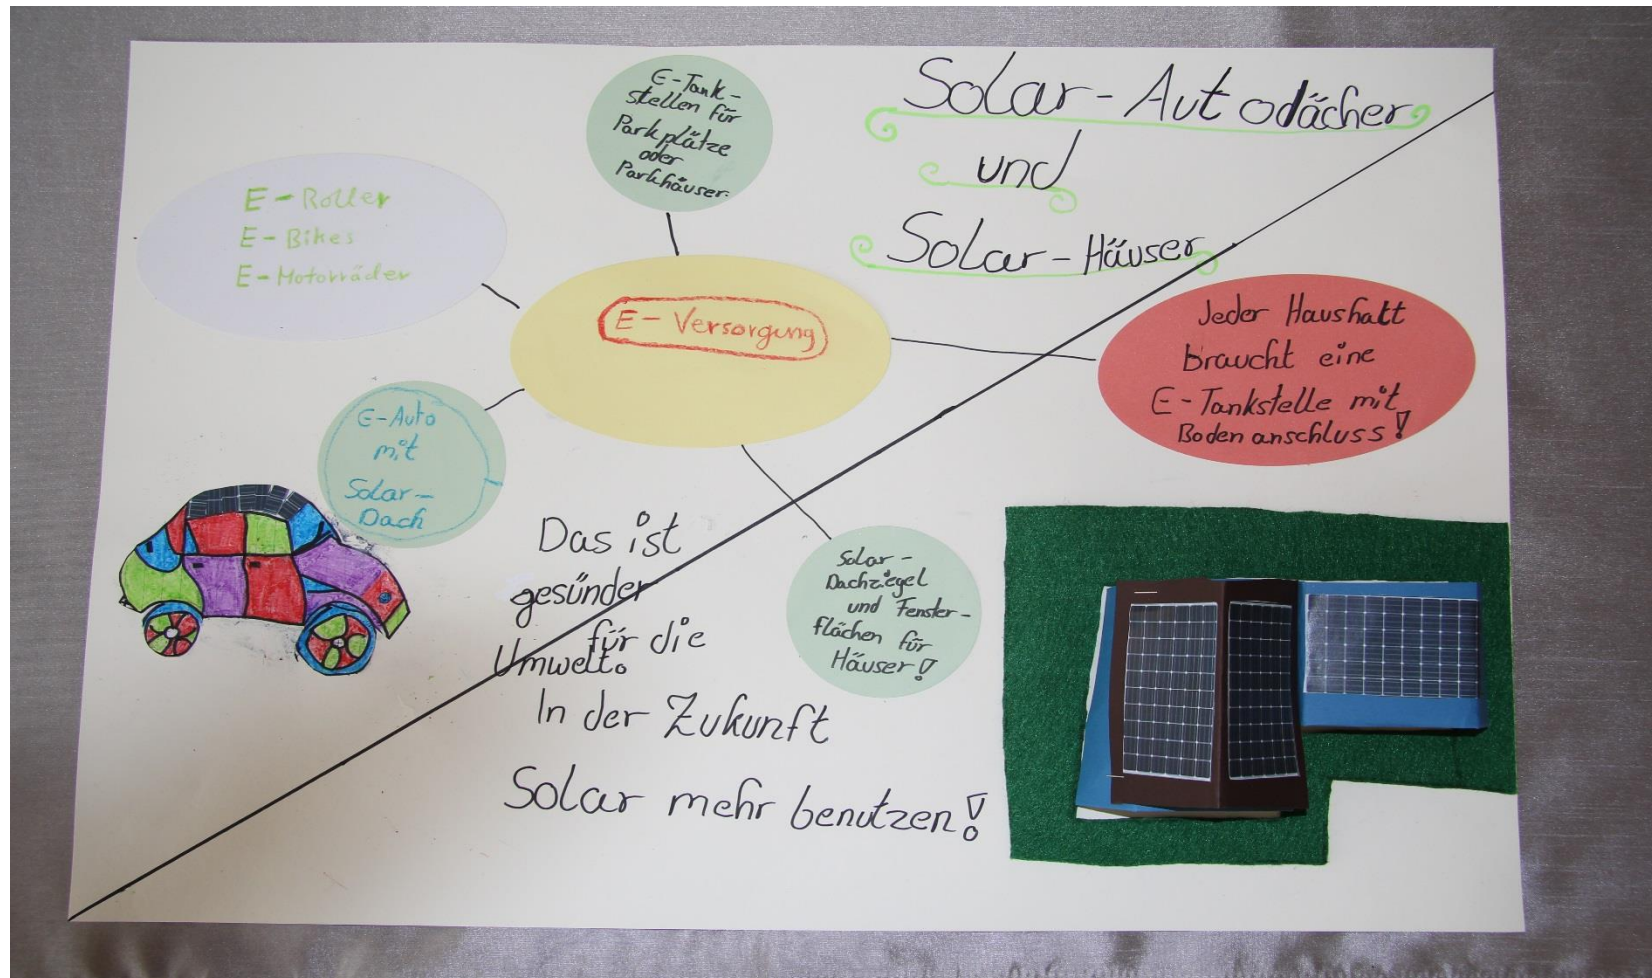 Solar-Autodächer
und
Solar-Häuser
E-Tank-
stellen für
Parkplätze
oder
Parkhäuser.
E-Roller
E-Bikes
E-Motorräder
E-Versorgung
Jeder Haushalt
braucht eine
E-Tankstelle mit
Bodenanschluss!
E-Auto
mit
Solar-
Dach
Solar-
Dachziegel
und Fenster-
flächen für
Häuser!
Das ist
gesünder
für die
Umwelt.
In der Zukunft
Solar mehr benutzen!